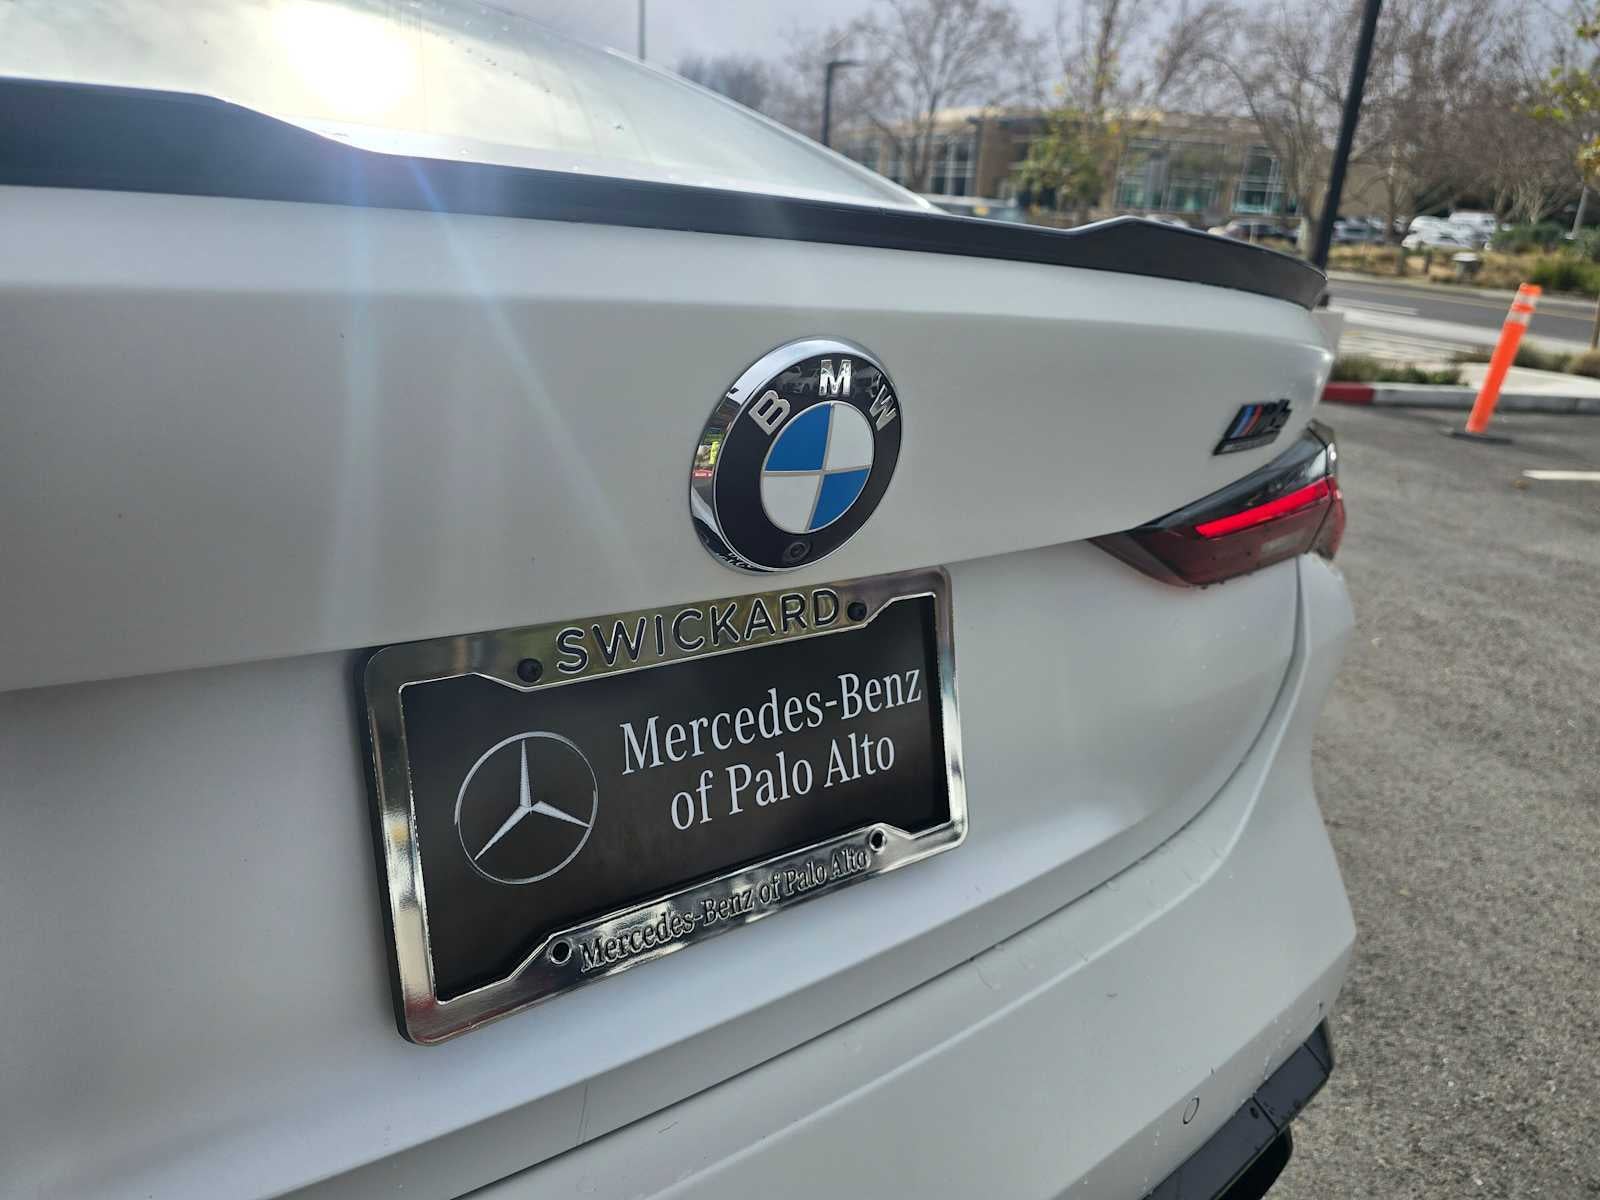 BMW
SWICKARD
Mercedes-Benz
of Palo Alto
Mercedes-Benz of Palo Alto